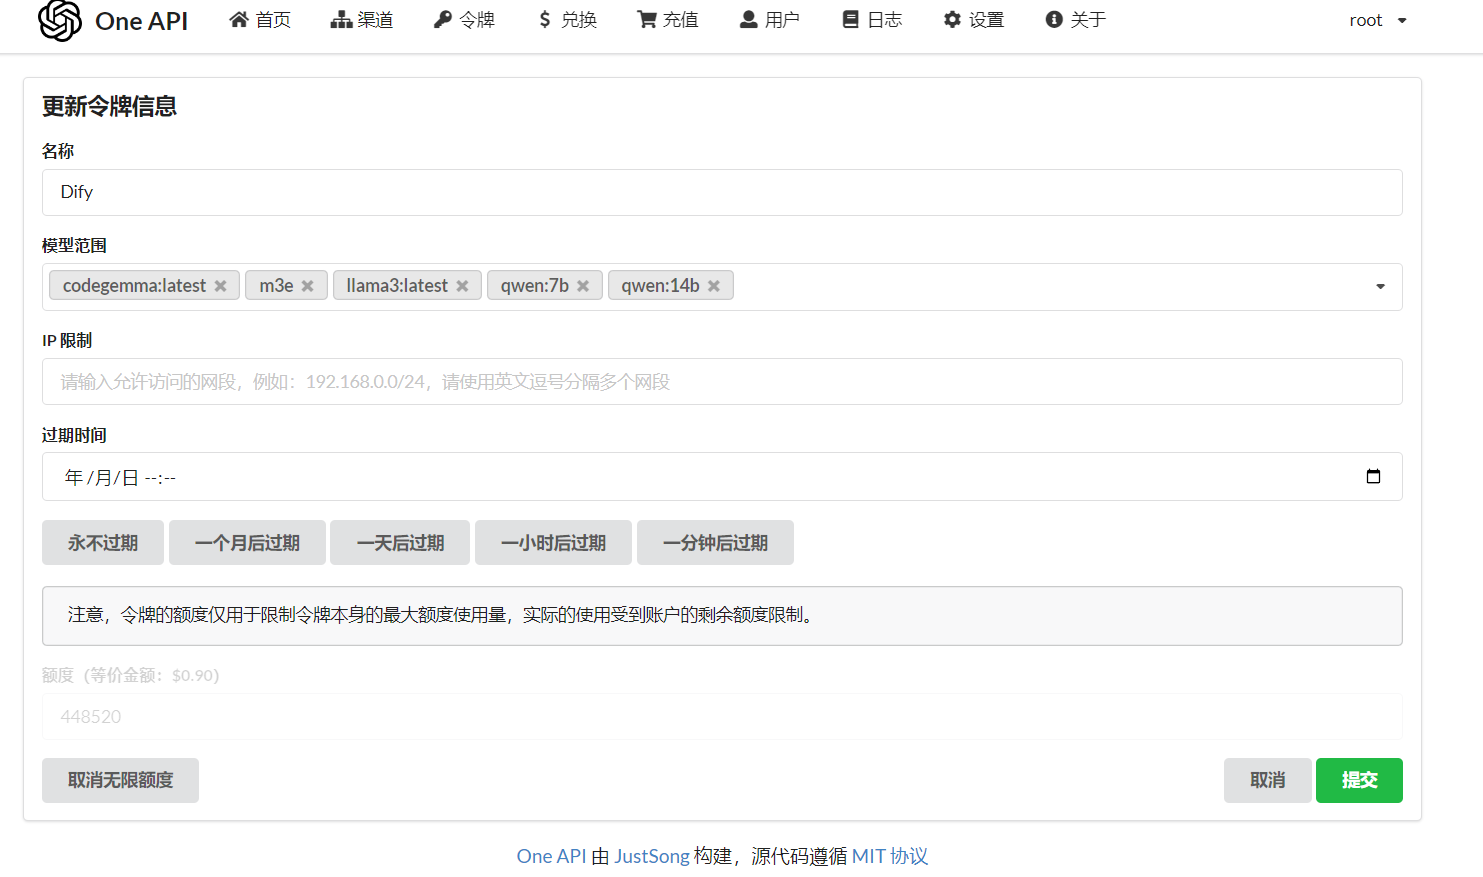 One API 首页 渠道 令牌 兑换 充值 用户 日志 设置 关于 root
更新令牌信息
名称
Dify
模型范围
codegemma:latest m3e llama3:latest qwen:7b qwen:14b
IP 限制
请输入允许访问的网段，例如：192.168.0.0/24，请使用英文逗号分隔多个网段
过期时间
年 /月/日 --:--
永不过期 一个月后过期 一天后过期 一小时后过期 一分钟后过期
注意，令牌的额度仅用于限制令牌本身的最大额度使用量，实际的使用受到账户的剩余额度限制。
额度（等价金额：$0.90）
448520
取消无限额度 取消 提交
One API 由 JustSong 构建，源代码遵循 MIT 协议